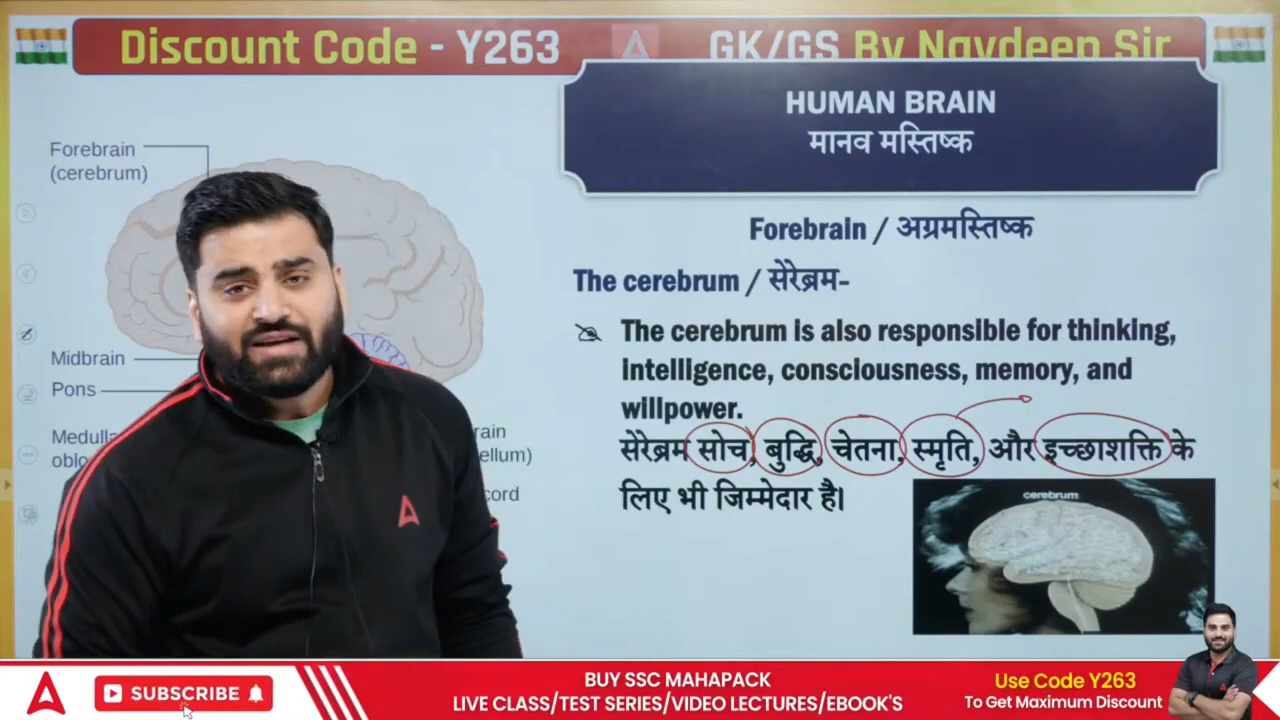 Discount Code - Y263
GK/GS By Navdeep Sir
HUMAN BRAIN
मानव मस्तिष्क
Forebrain
(cerebrum)
Midbrain
Pons
Forebrain / अग्रमस्तिष्क
The cerebrum / सेरेब्रम-
The cerebrum is also responsible for thinking,
intelligence, consciousness, memory, and
willpower.
सेरेब्रम सोच, बुद्धि, चेतना, स्मृति, और इच्छाशक्ति के
लिए भी जिम्मेदार है।
cerebrum
SUBSCRIBE
BUY SSC MAHAPACK
LIVE CLASS/TEST SERIES/VIDEO LECTURES/EBOOK'S
Use Code Y263
To Get Maximum Discount